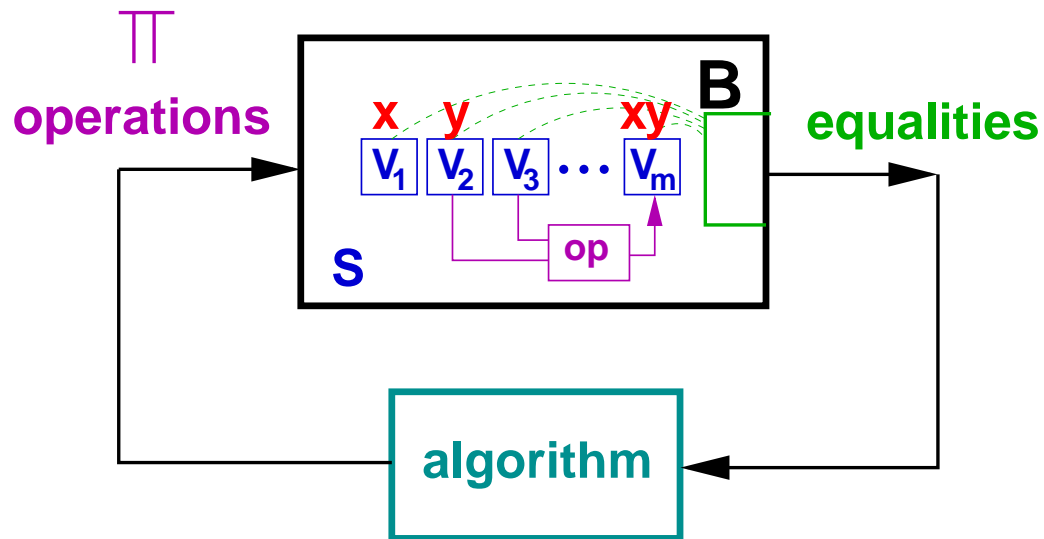 Π
operations
B
x y xy
equalities
V1 V2 V3 ••• Vm
op
S
algorithm